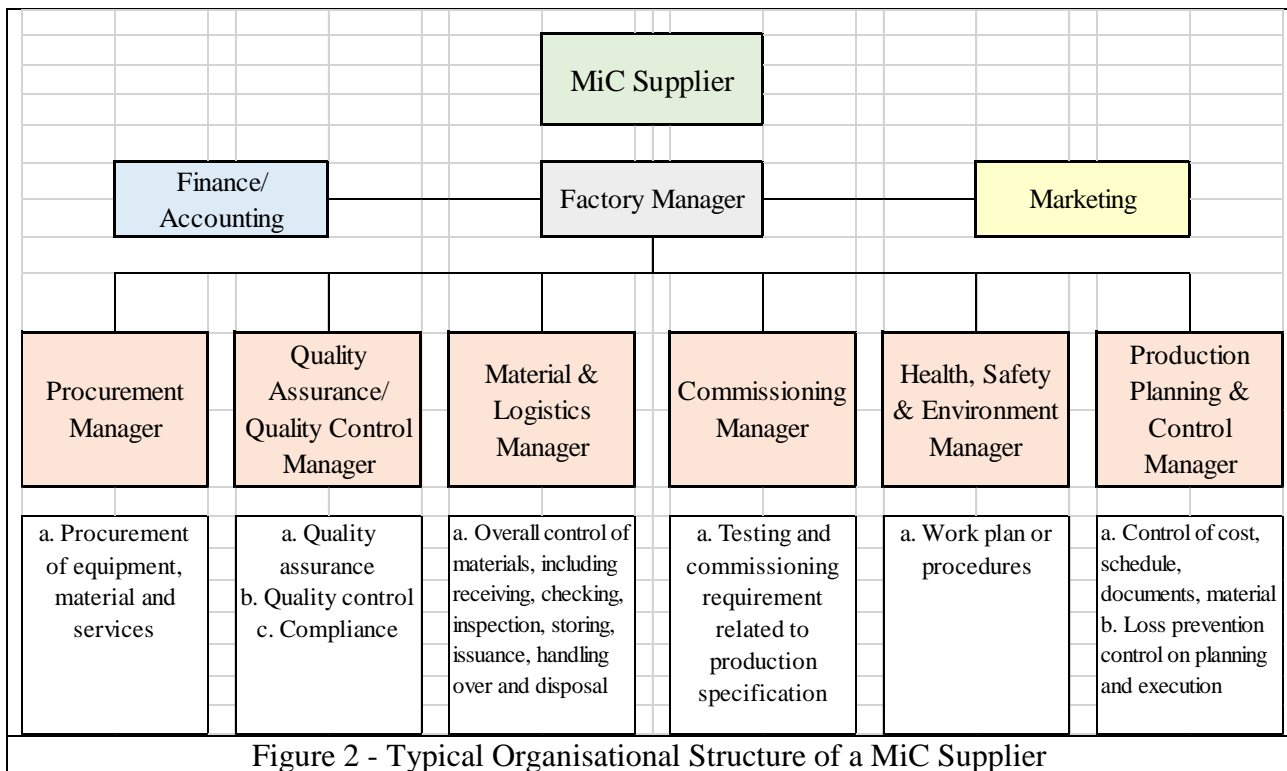 MiC Supplier
Finance/
Accounting
Factory Manager
Marketing
Procurement
Manager
Quality
Assurance/
Quality Control
Manager
Material &
Logistics
Manager
Commissioning
Manager
Health, Safety
& Environment
Manager
Production
Planning &
Control
Manager
a. Procurement
of equipment,
material and
services
a. Quality
assurance
b. Quality control
c. Compliance
a. Overall control of
materials, including
receiving, checking,
inspection, storing,
issuance, handling
over and disposal
a. Testing and
commissioning
requirement
related to
production
specification
a. Work plan or
procedures
a. Control of cost,
schedule,
documents, material
b. Loss prevention
control on planning
and execution
Figure 2 - Typical Organisational Structure of a MiC Supplier